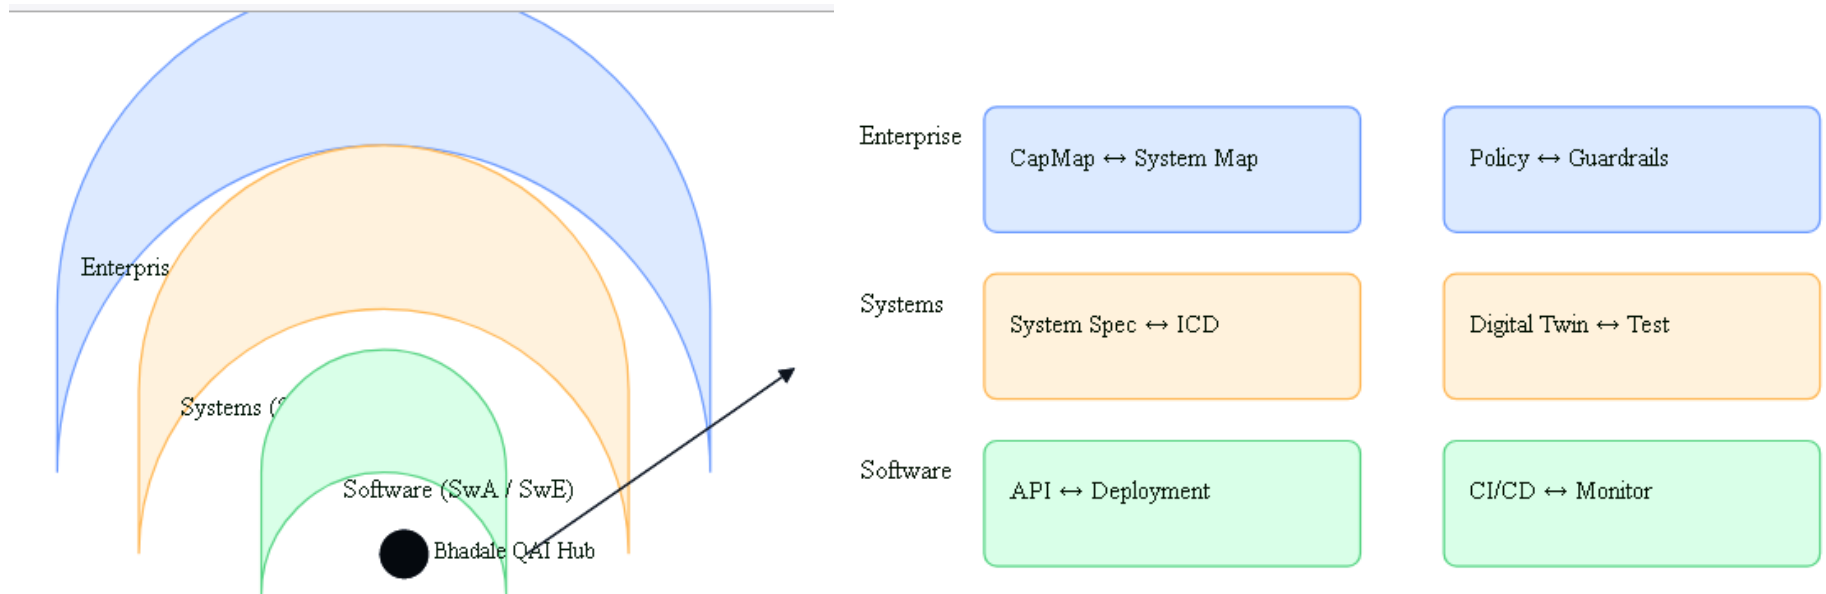 Enterpris
Systems (
Software (SwA / SwE)
Bhadale QAI Hub
Enterprise
CapMap ↔ System Map
Policy ↔ Guardrails
Systems
System Spec ↔ ICD
Digital Twin ↔ Test
Software
API ↔ Deployment
CI/CD ↔ Monitor